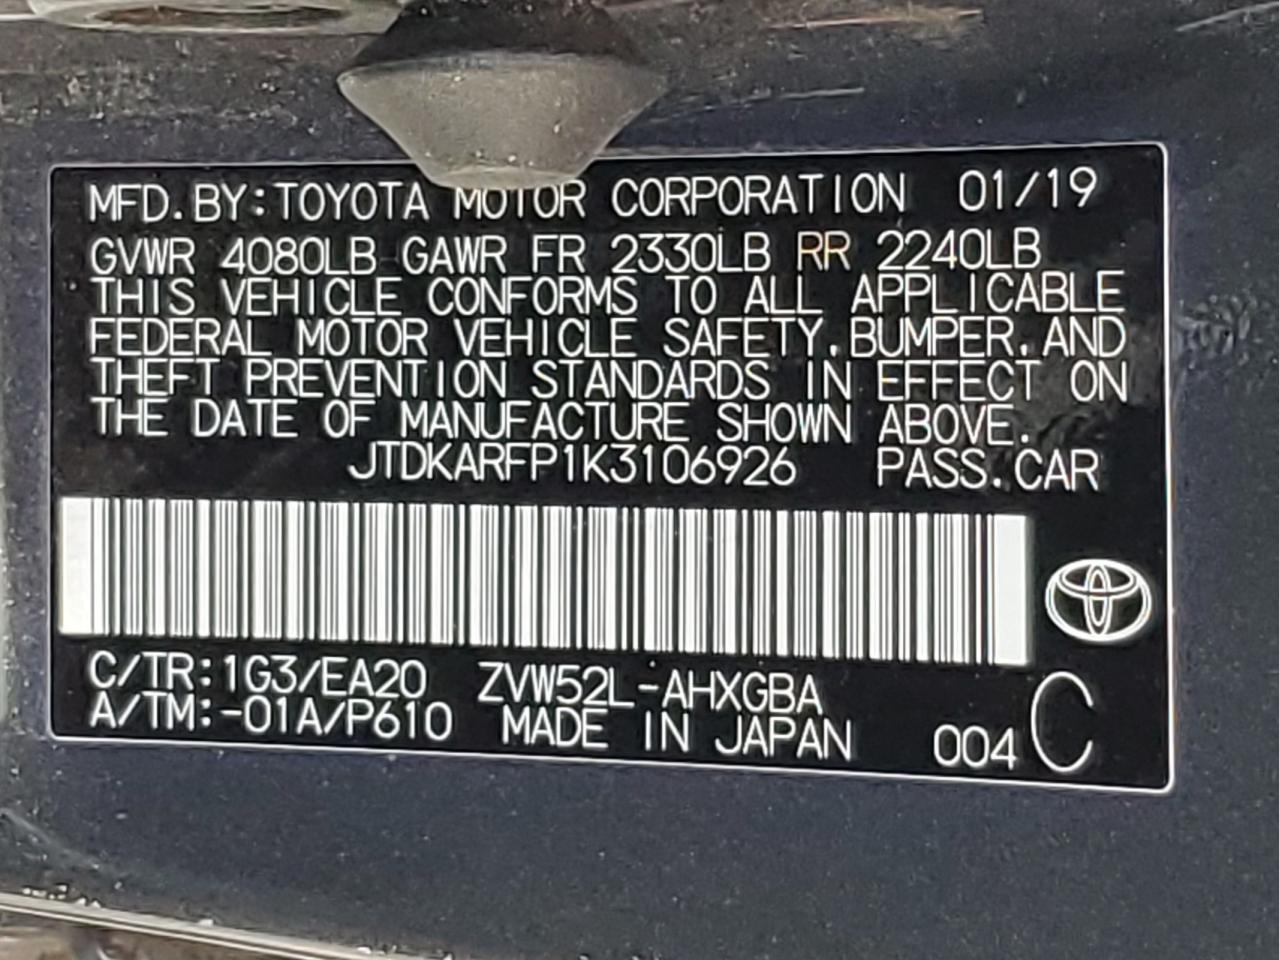 MFD.BY:TOYOTA MOTOR CORPORATION 01/19
GVWR 4080LB GAWR FR 2330LB RR 2240LB
THIS VEHICLE CONFORMS TO ALL APPLICABLE
FEDERAL MOTOR VEHICLE SAFETY,BUMPER,AND
THEFT PREVENTION STANDARDS IN EFFECT ON
THE DATE OF MANUFACTURE SHOWN ABOVE.
JTDKARFP1K3106926 PASS.CAR
C/TR:1G3/EA20 ZVW52L-AHXGBA
A/TM:-01A/P610 MADE IN JAPAN 004 C